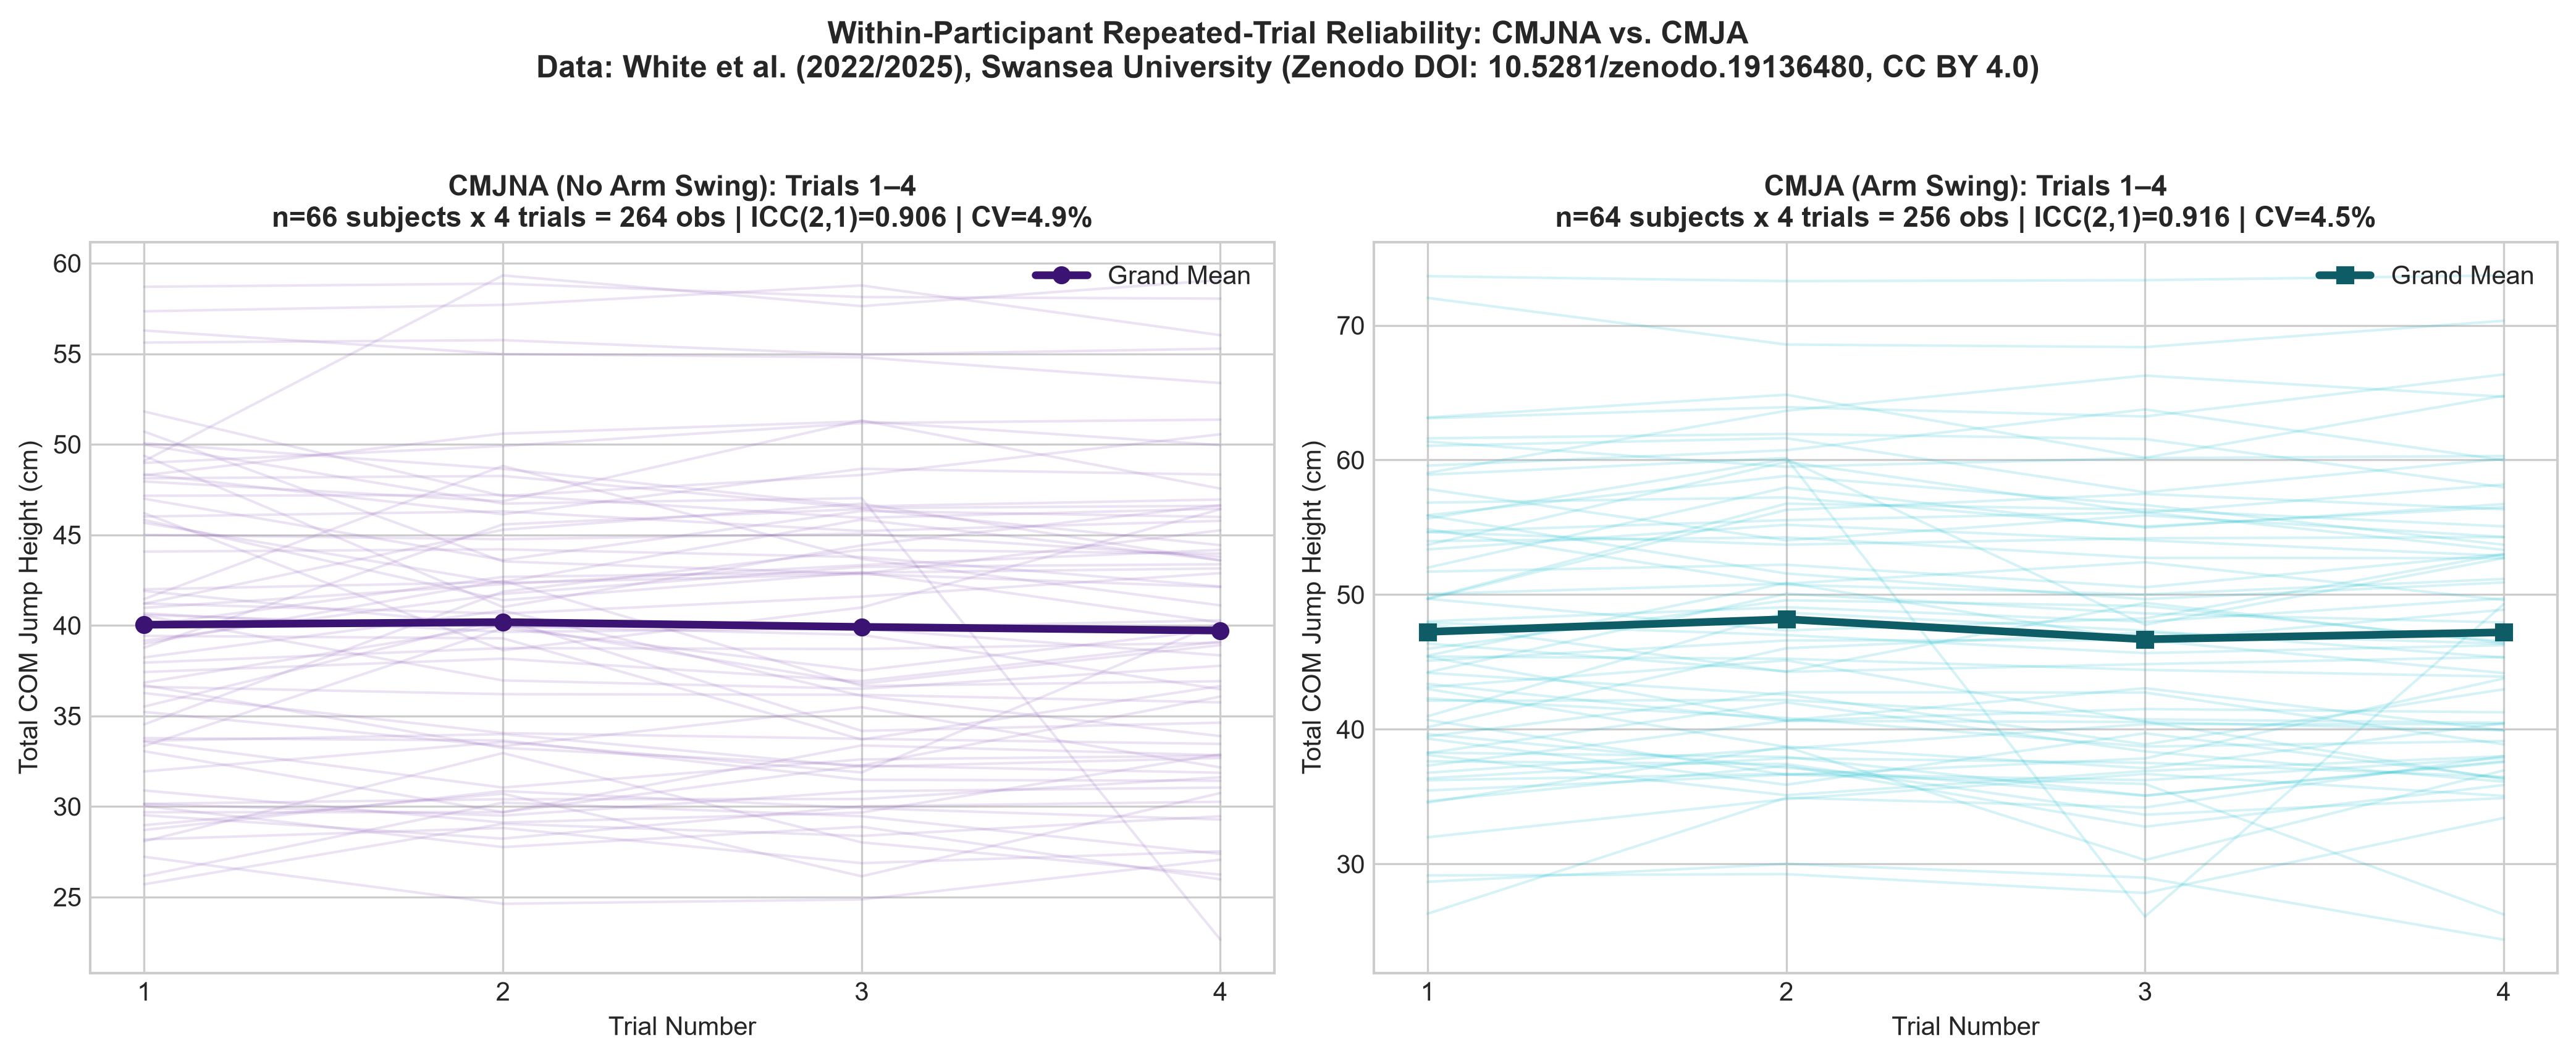 Within-Participant Repeated-Trial Reliability: CMJNA vs. CMJA
Data: White et al. (2022/2025), Swansea University (Zenodo DOI: 10.5281/zenodo.19136480, CC BY 4.0)
CMJNA (No Arm Swing): Trials 1–4
n=66 subjects x 4 trials = 264 obs | ICC(2,1)=0.906 | CV=4.9%
Grand Mean
Total COM Jump Height (cm)
60
55
50
45
40
35
30
25
1
2
3
4
Trial Number
CMJA (Arm Swing): Trials 1–4
n=64 subjects x 4 trials = 256 obs | ICC(2,1)=0.916 | CV=4.5%
Grand Mean
Total COM Jump Height (cm)
70
60
50
40
30
1
2
3
4
Trial Number